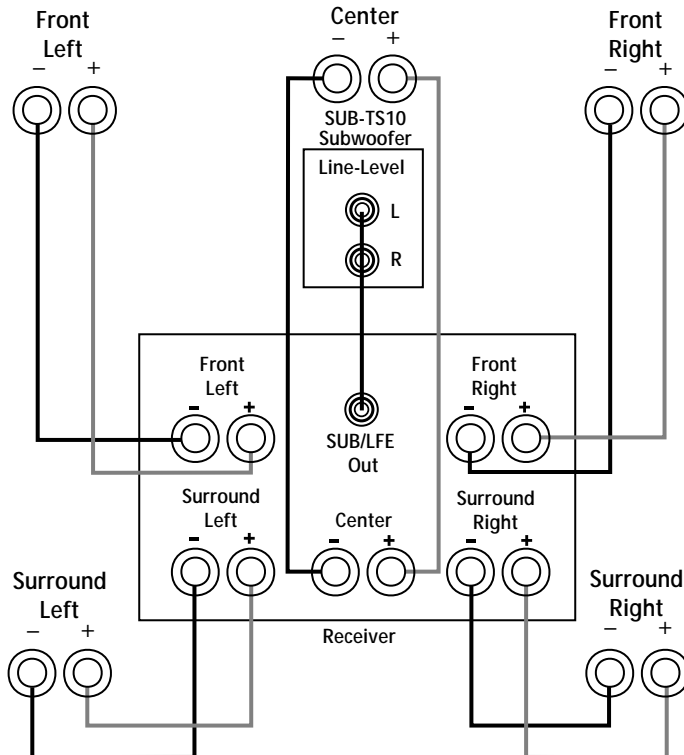 Front
Left
− +
Center
− +
Front
Right
− +
SUB-TS10
Subwoofer
Line-Level
L
R
Front
Left
- +
SUB/LFE
Out
Front
Right
- +
Surround
Left
- +
Center
- +
Surround
Right
- +
Surround
Left
− +
Receiver
Surround
Right
− +